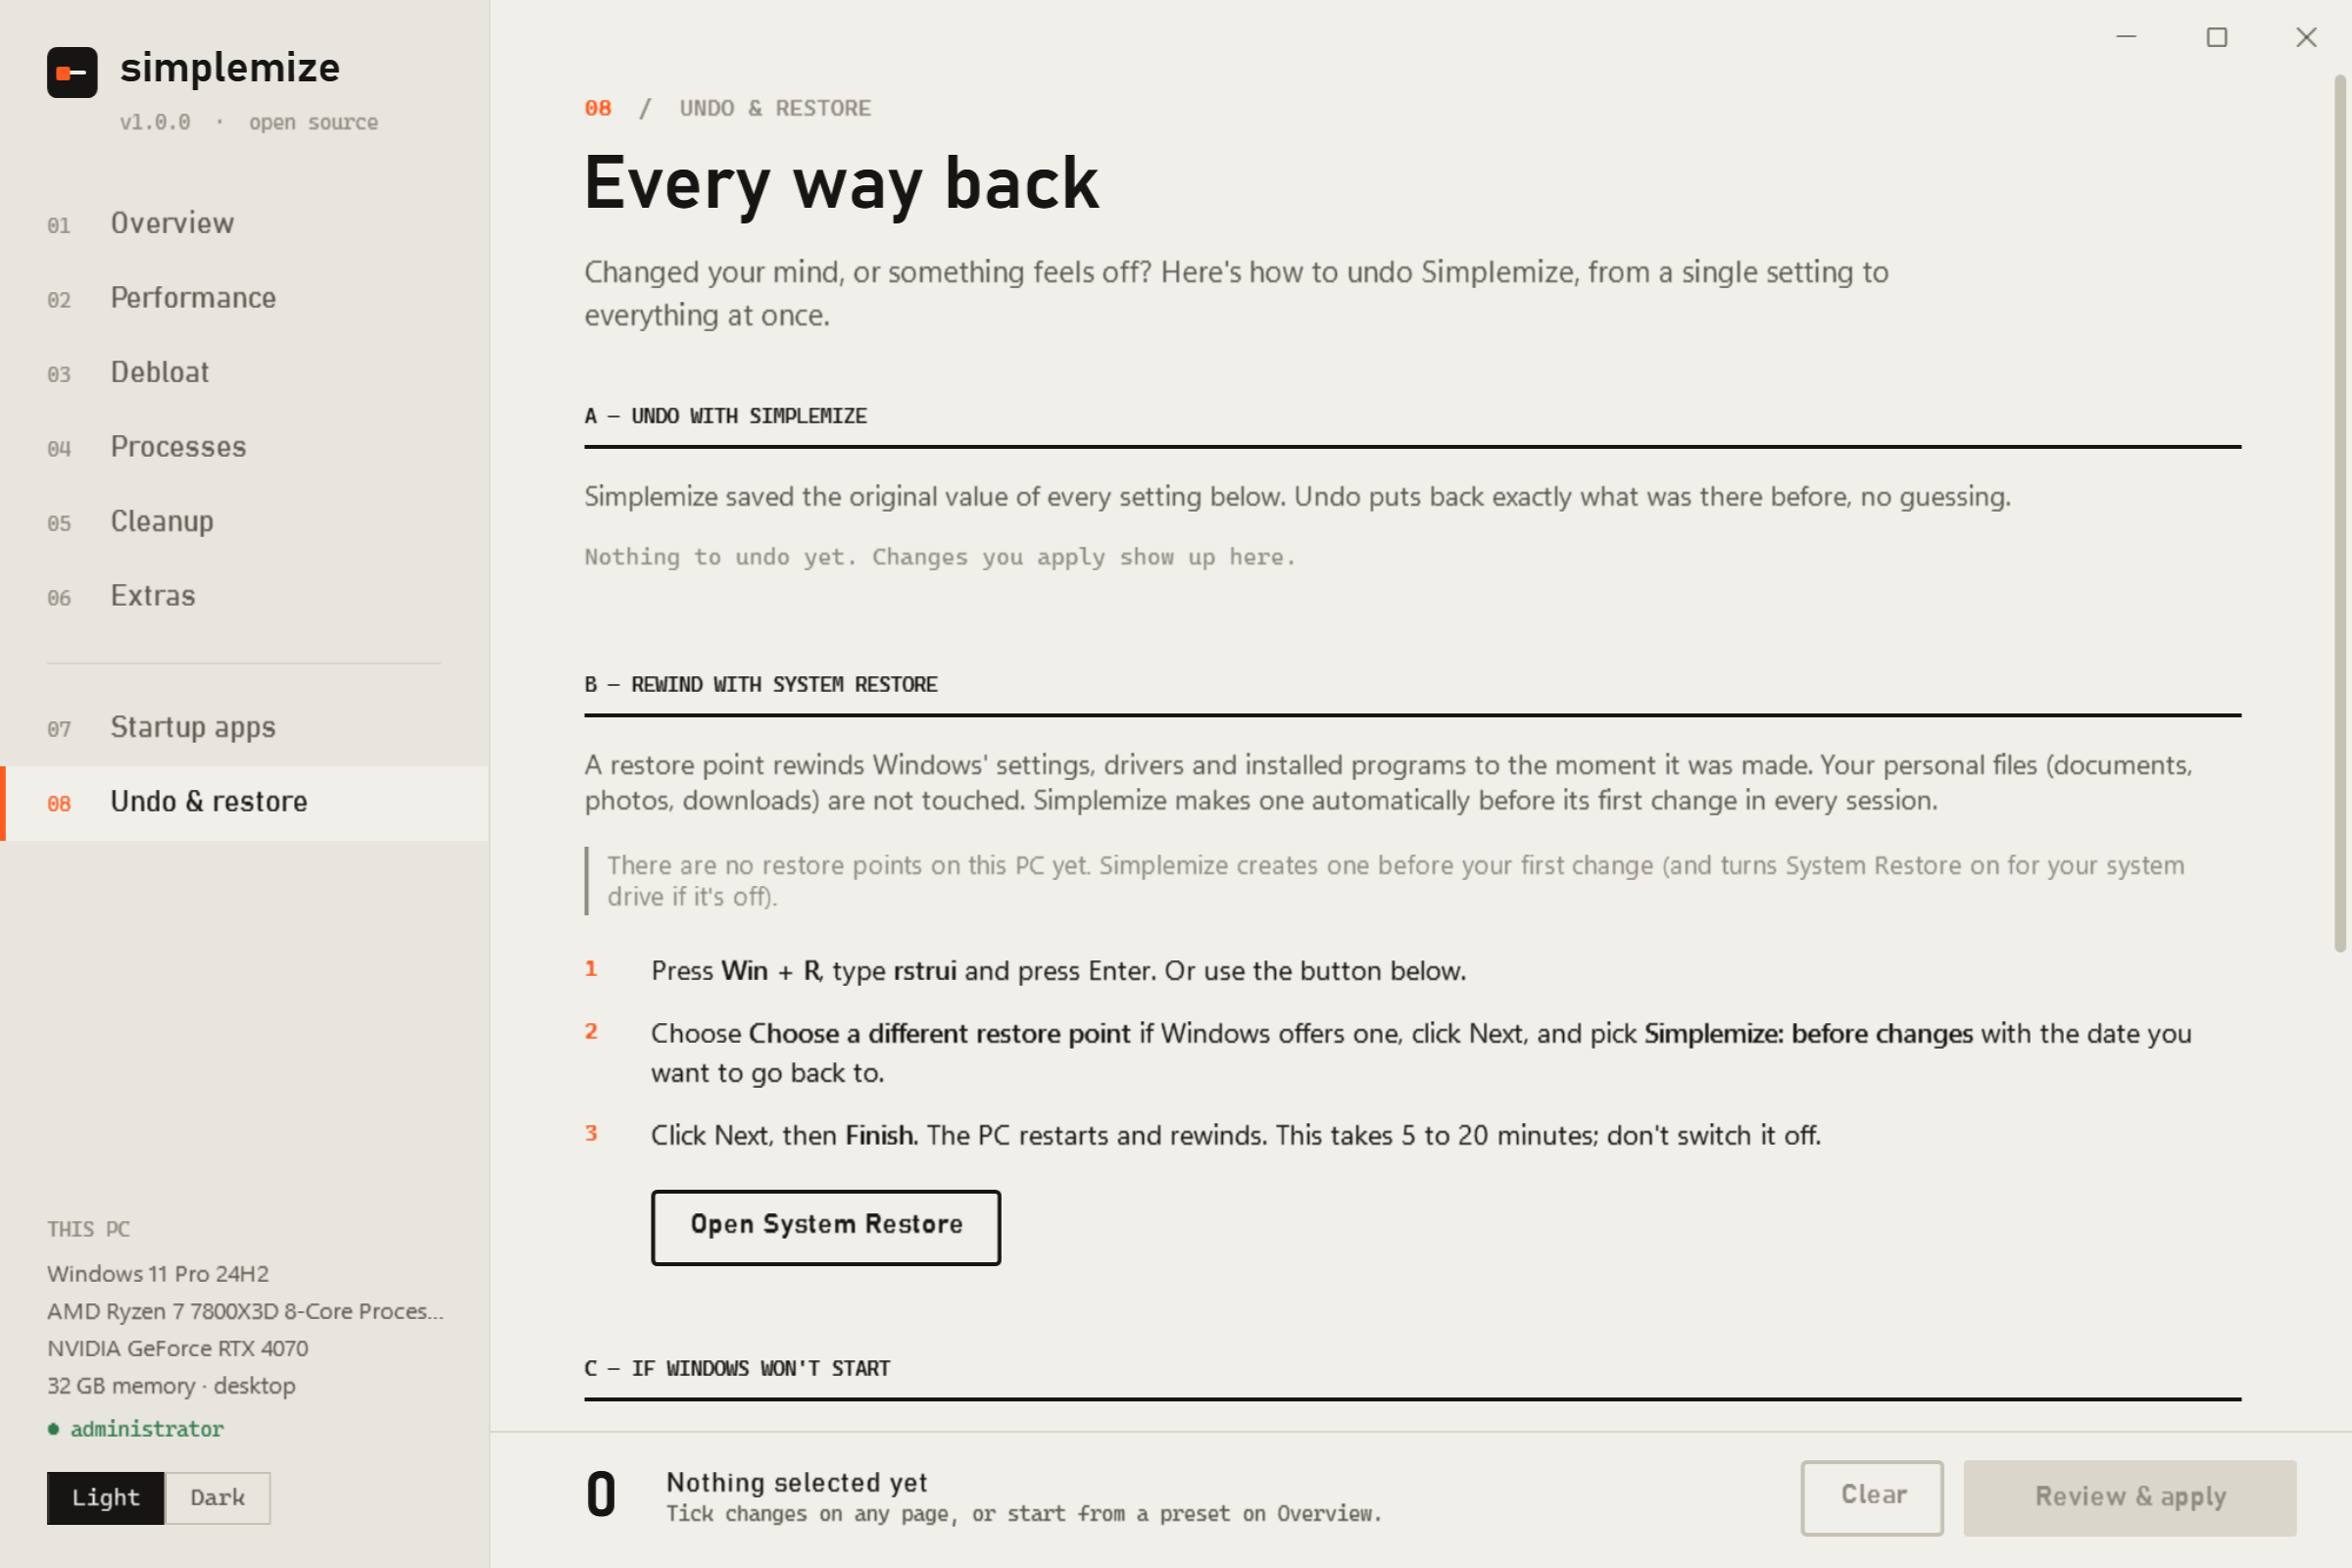 simplemize
v1.0.0 · open source
01 Overview
02 Performance
03 Debloat
04 Processes
05 Cleanup
06 Extras
07 Startup apps
08 Undo & restore
THIS PC
Windows 11 Pro 24H2
AMD Ryzen 7 7800X3D 8-Core Proces...
NVIDIA GeForce RTX 4070
32 GB memory · desktop
administrator
Light Dark
08 / UNDO & RESTORE
Every way back
Changed your mind, or something feels off? Here's how to undo Simplemize, from a single setting to
everything at once.
A — UNDO WITH SIMPLEMIZE
Simplemize saved the original value of every setting below. Undo puts back exactly what was there before, no guessing.
Nothing to undo yet. Changes you apply show up here.
B — REWIND WITH SYSTEM RESTORE
A restore point rewinds Windows' settings, drivers and installed programs to the moment it was made. Your personal files (documents,
photos, downloads) are not touched. Simplemize makes one automatically before its first change in every session.
There are no restore points on this PC yet. Simplemize creates one before your first change (and turns System Restore on for your system
drive if it's off).
1 Press Win + R, type rstrui and press Enter. Or use the button below.
2 Choose Choose a different restore point if Windows offers one, click Next, and pick Simplemize: before changes with the date you
want to go back to.
3 Click Next, then Finish. The PC restarts and rewinds. This takes 5 to 20 minutes; don't switch it off.
Open System Restore
C — IF WINDOWS WON'T START
0 Nothing selected yet
Tick changes on any page, or start from a preset on Overview.
Clear Review & apply